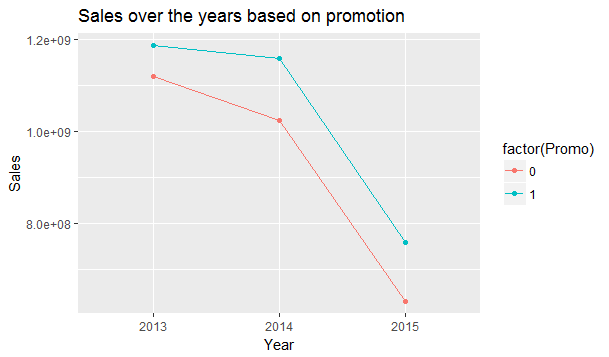 Sales over the years based on promotion
1.2e+09
1.0e+09
8.0e+08
Sales
2013 2014 2015
Year
factor(Promo)
0
1